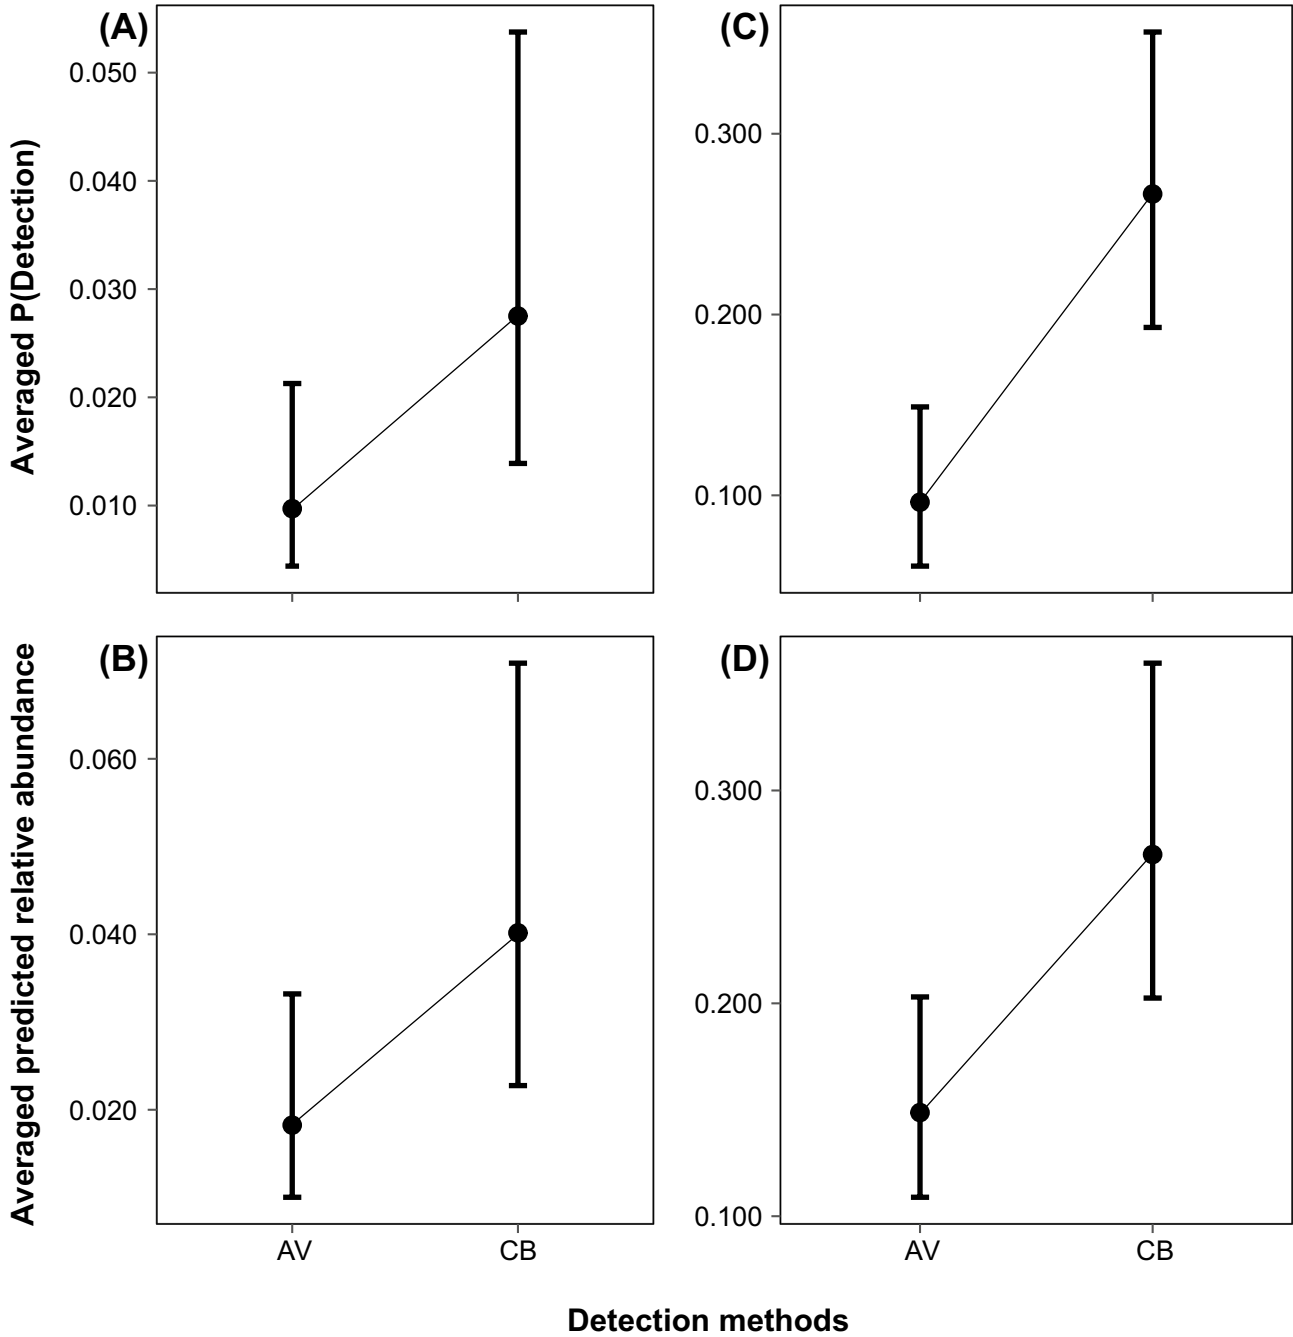 (A)
0.050
0.040
0.030
0.020
0.010
Averaged P(Detection)
(C)
0.300
0.200
0.100
(B)
0.060
0.040
0.020
Averaged predicted relative abundance
AV CB
(D)
0.300
0.200
0.100
AV CB
Detection methods